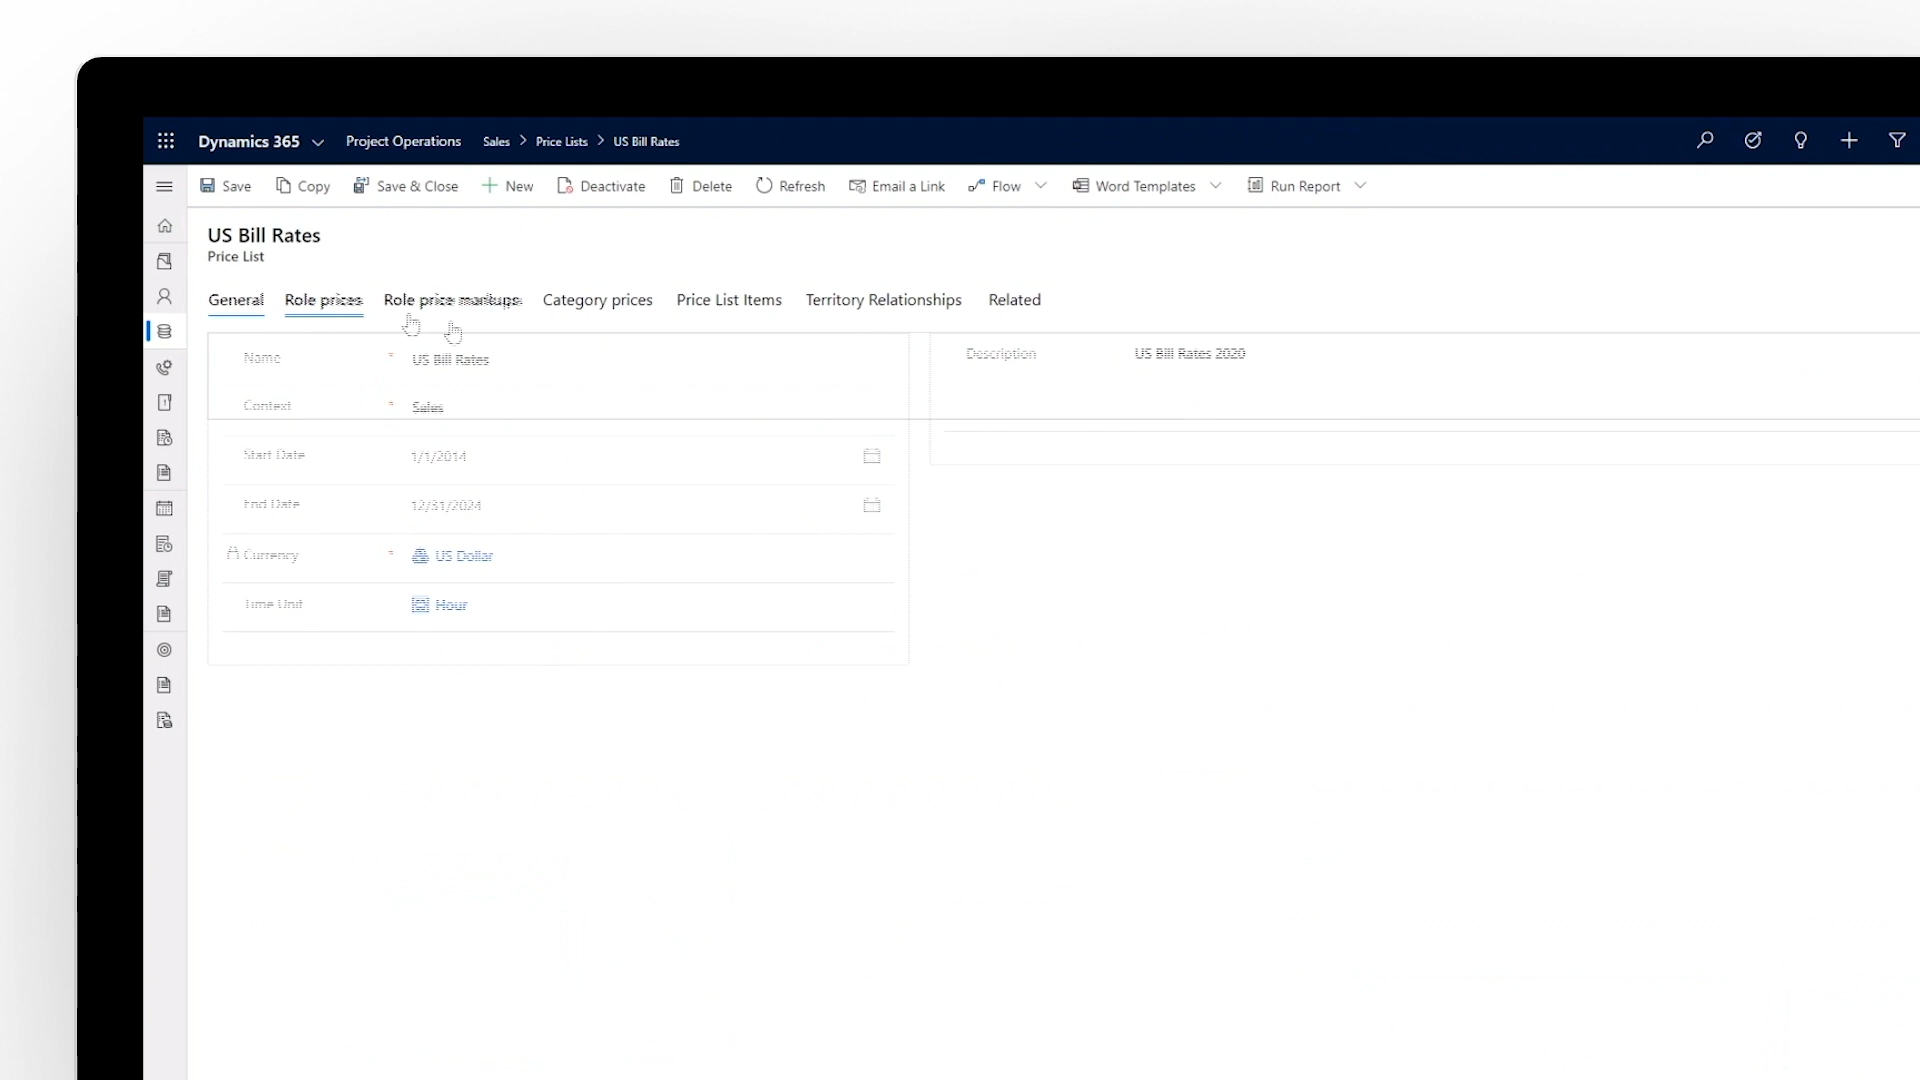 Dynamics 365 Project Operations Sales > Price Lists > US Bill Rates
Save Copy Save & Close New Deactivate Delete Refresh Email a Link Flow Word Templates Run Report
US Bill Rates
Price List
General Role prices Role price markups Category prices Price List Items Territory Relationships Related
Name * US Bill Rates
Description US Bill Rates 2020
Context * Sales
Start Date 1/1/2014
End Date 12/31/2024
Currency * US Dollar
Time Unit Hour